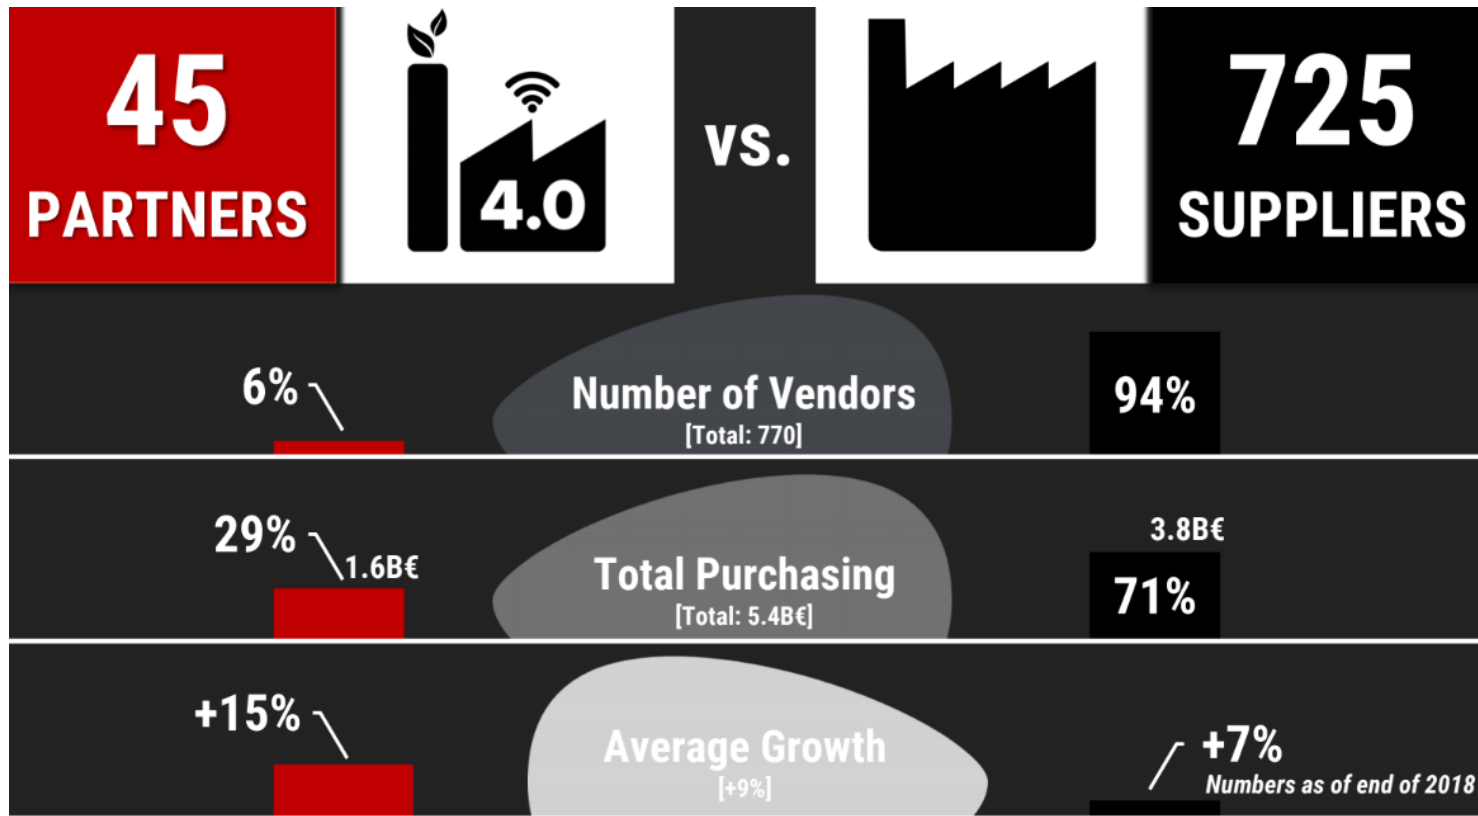 45
PARTNERS
4.0
vs.
725
SUPPLIERS
6%
Number of Vendors
[Total: 770]
94%
29%
1.6B€
Total Purchasing
[Total: 5.4B€]
3.8B€
71%
+15%
Average Growth
[+9%]
+7%
Numbers as of end of 2018